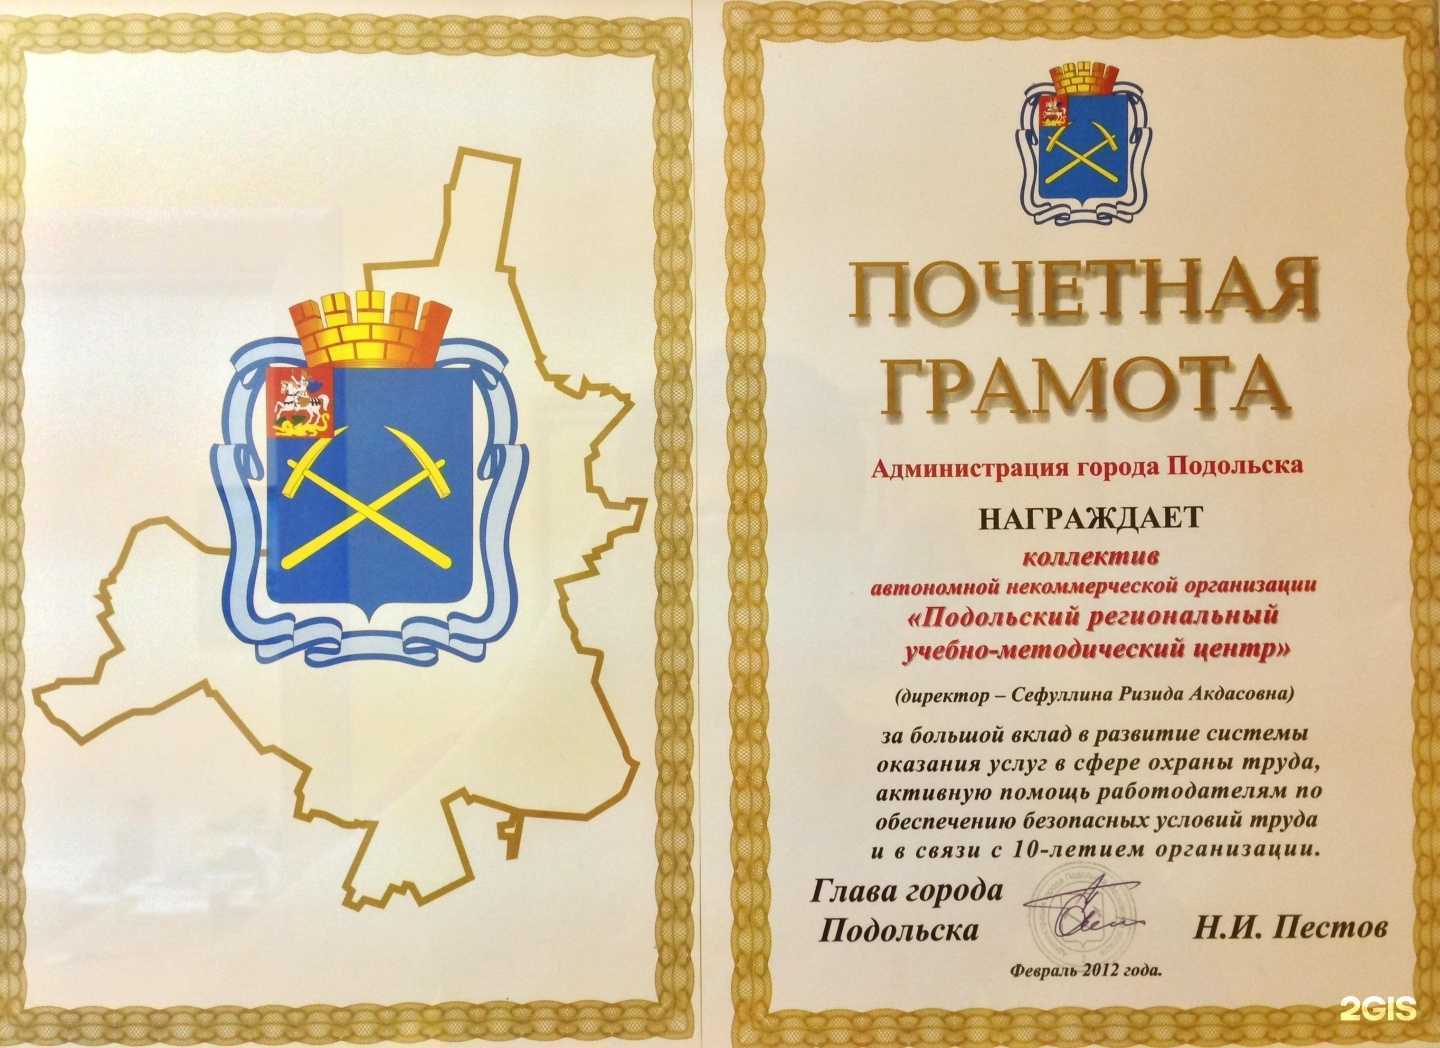 ПОЧЕТНАЯ
ГРАМОТА
Администрация города Подольска
НАГРАЖДАЕТ
коллектив
автономной некоммерческой организации
«Подольский региональный
учебно-методический центр»
(директор – Сефуллина Ризида Акдасовна)
за большой вклад в развитие системы
оказания услуг в сфере охраны труда,
активную помощь работодателям по
обеспечению безопасных условий труда
и в связи с 10-летием организации.
Глава города
Подольска
Н.И. Пестов
Февраль 2012 года.
2GIS